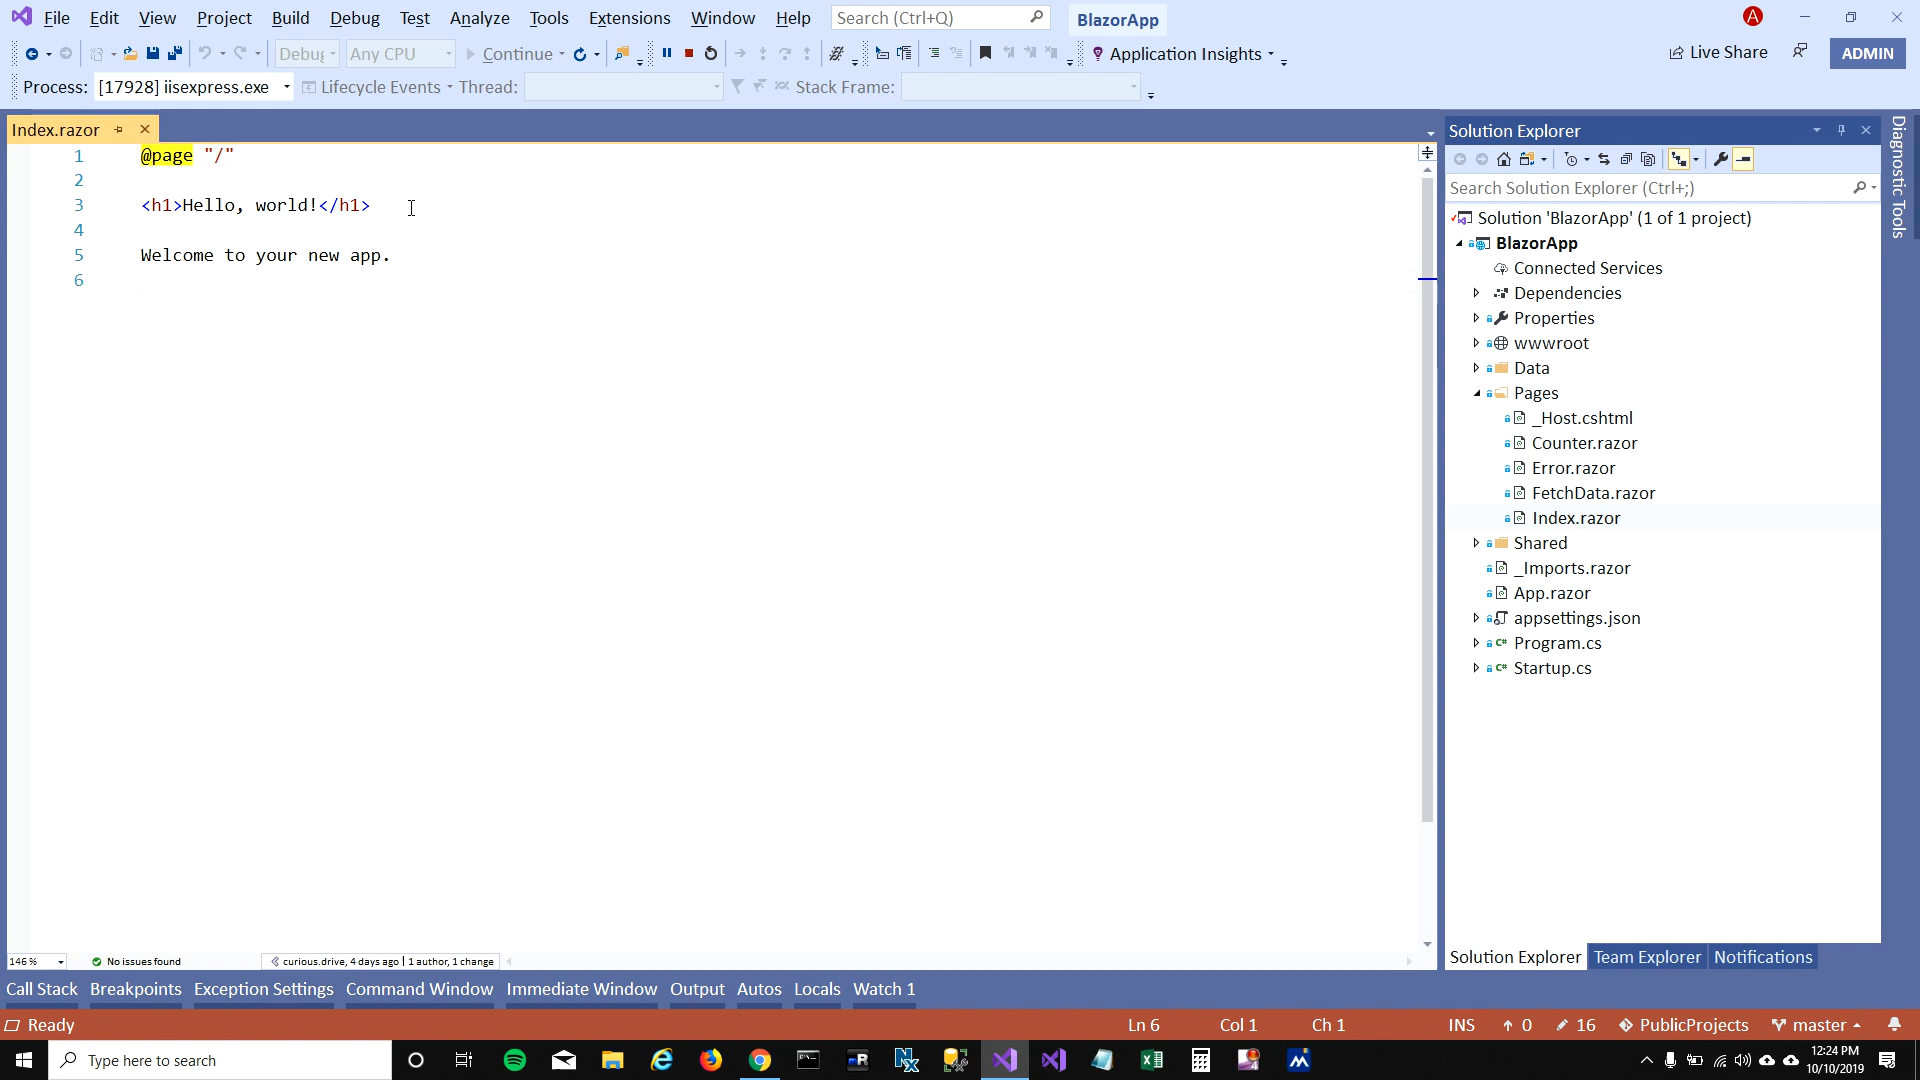 File Edit View Project Build Debug Test Analyze Tools Extensions Window Help Search (Ctrl+Q) BlazorApp A
Debug Any CPU Continue Application Insights Live Share ADMIN
Process: [17928] iisexpress.exe Lifecycle Events Thread: Stack Frame:
Index.razor
1 @page "/"
2
3 <h1>Hello, world!</h1>
4
5 Welcome to your new app.
6
146 % No issues found curious.drive, 4 days ago | 1 author, 1 change
Solution Explorer
Search Solution Explorer (Ctrl+;)
Solution 'BlazorApp' (1 of 1 project)
BlazorApp
Connected Services
Dependencies
Properties
wwwroot
Data
Pages
_Host.cshtml
Counter.razor
Error.razor
FetchData.razor
Index.razor
Shared
_Imports.razor
App.razor
appsettings.json
C# Program.cs
C# Startup.cs
Solution Explorer Team Explorer Notifications
Diagnostic Tools
Call Stack Breakpoints Exception Settings Command Window Immediate Window Output Autos Locals Watch 1
Ready Ln 6 Col 1 Ch 1 INS 0 16 PublicProjects master
Type here to search
12:24 PM
10/10/2019